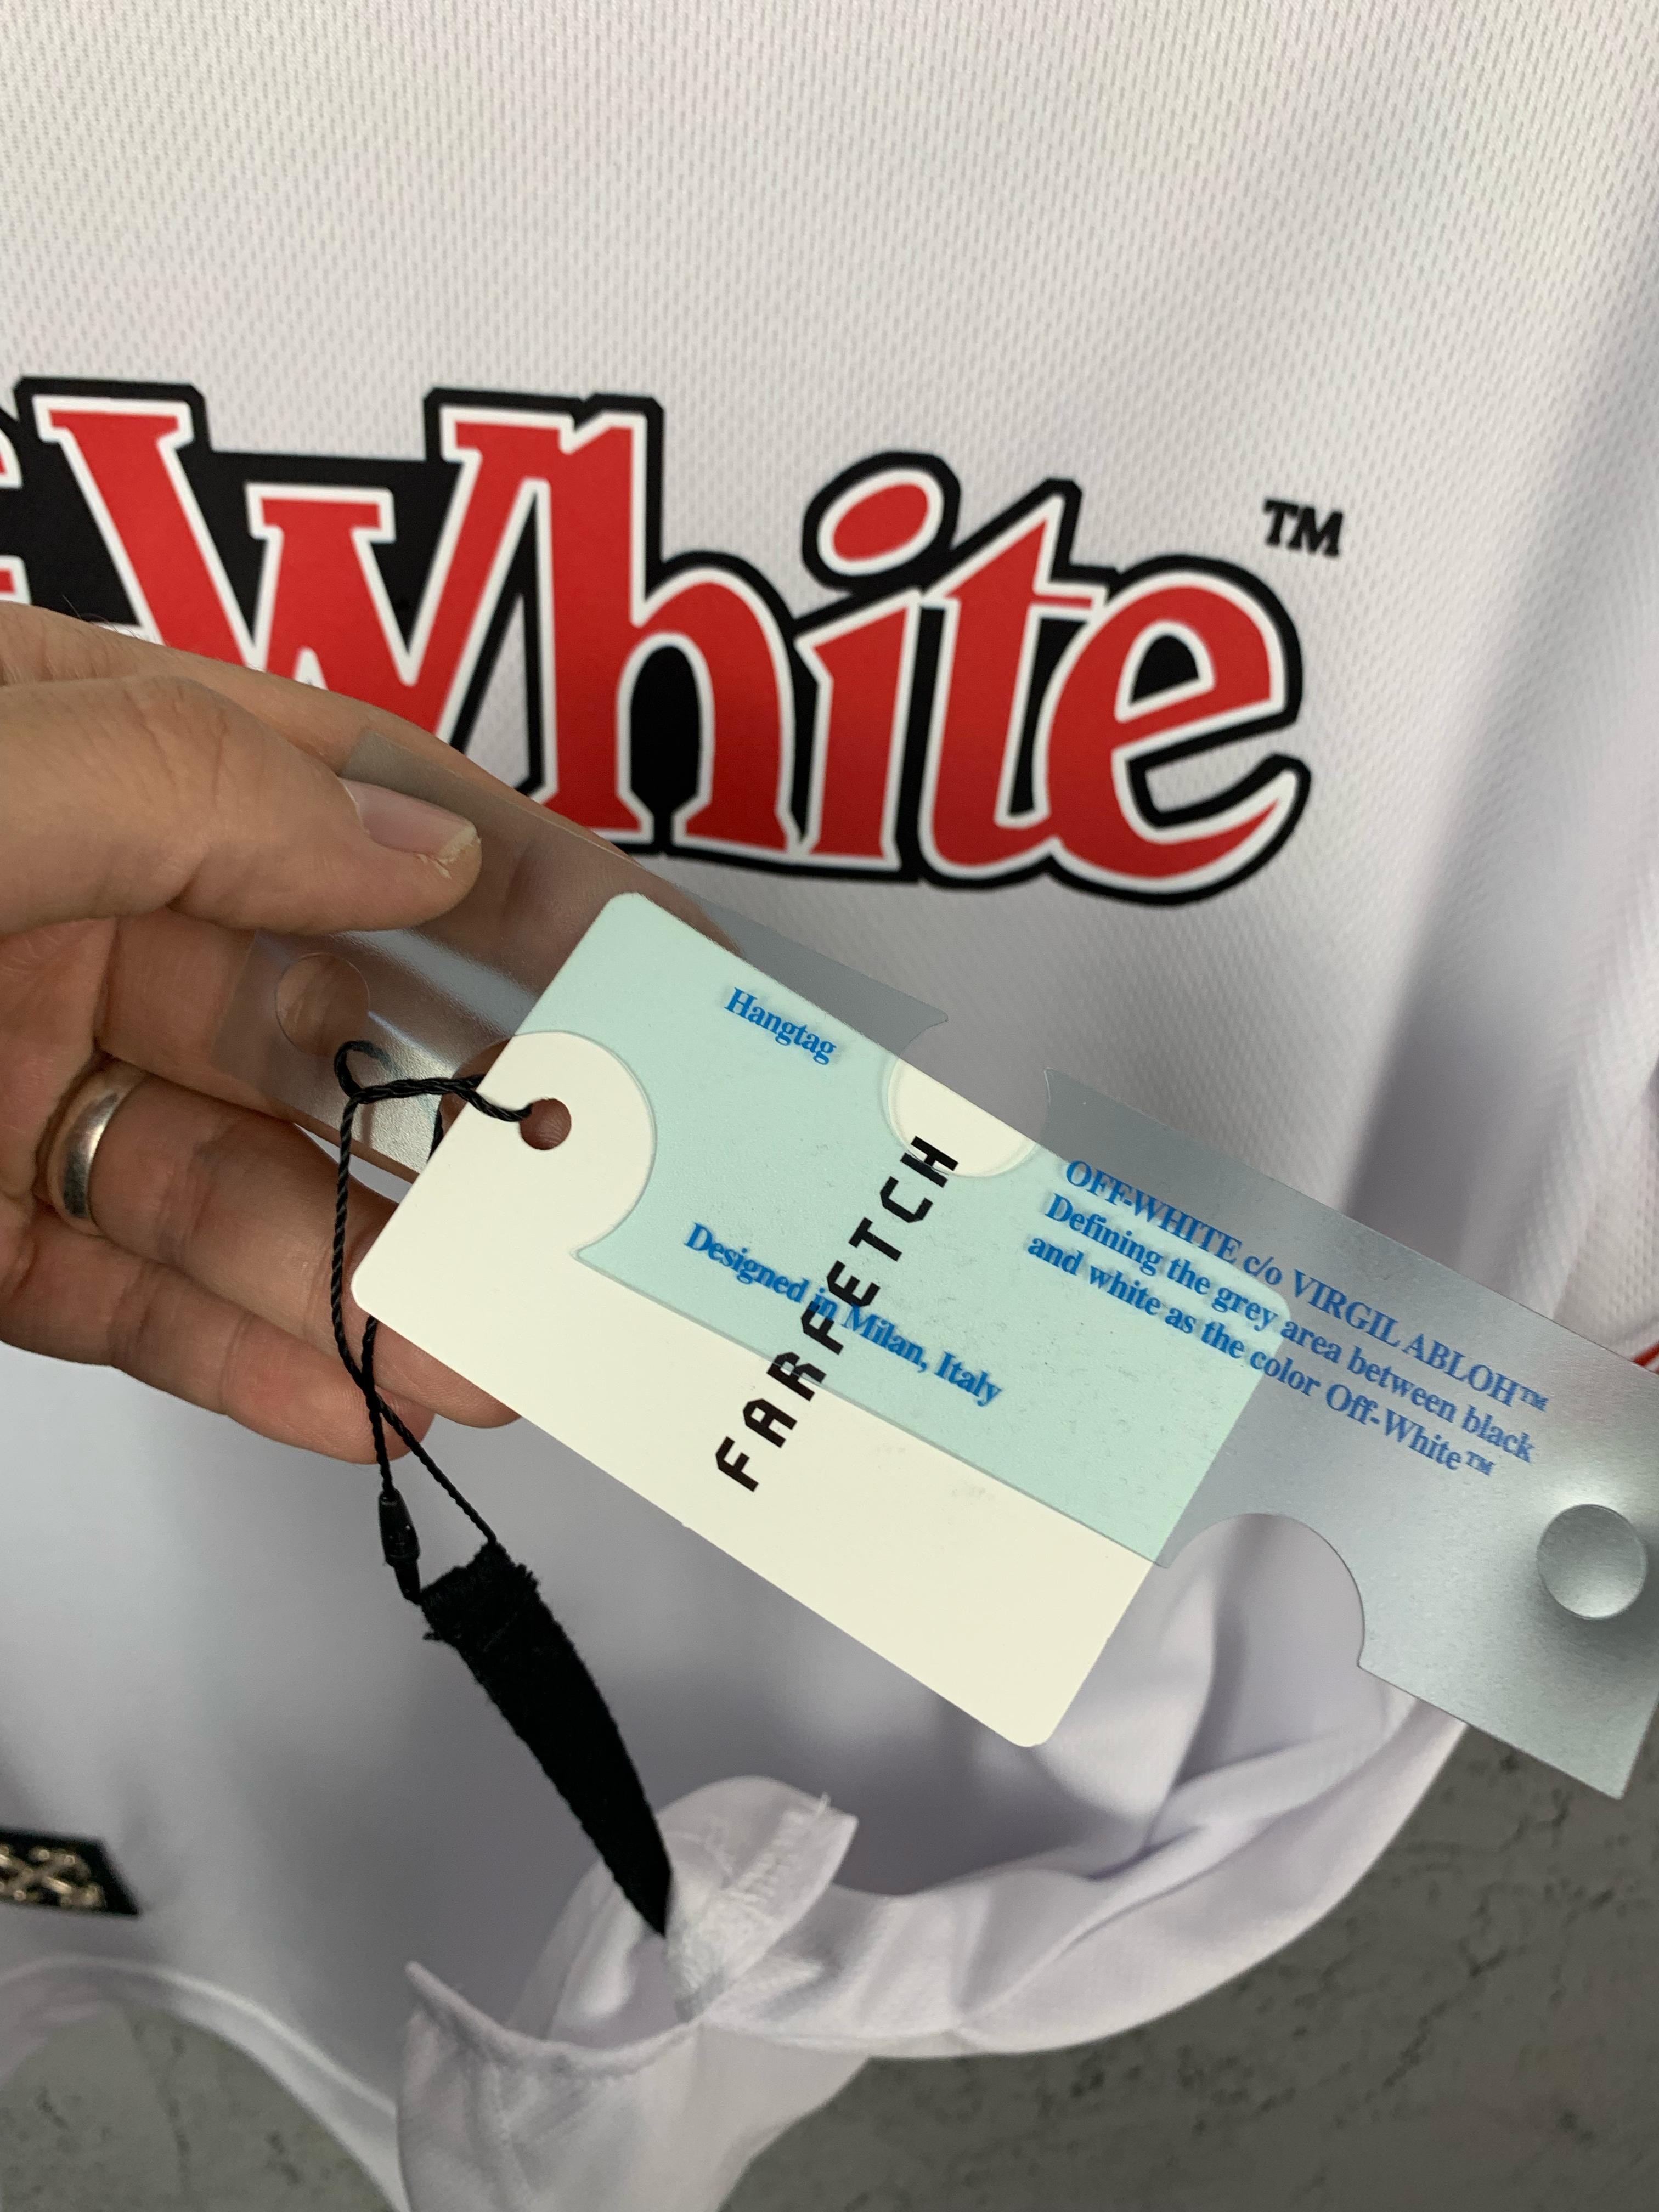 White ™
Hangtag
FARFETCH
Designed in Milan, Italy
OFF-WHITE c/o VIRGIL ABLOH™
Defining the grey area between black
and white as the color Off-White™